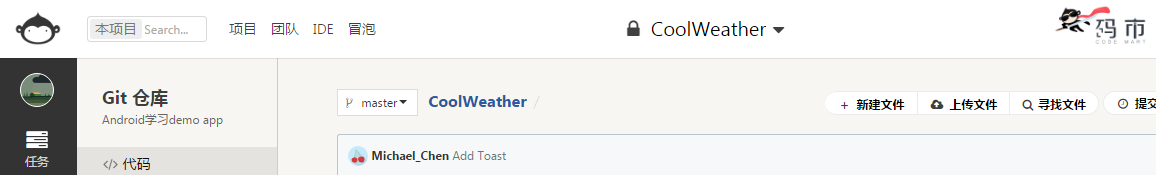 本项目 Search... 项目 团队 IDE 冒泡 CoolWeather 码市
CODE MART
Git 仓库
Android学习demo app
master CoolWeather / + 新建文件 上传文件 寻找文件 提交
任务
</> 代码
Michael_Chen Add Toast